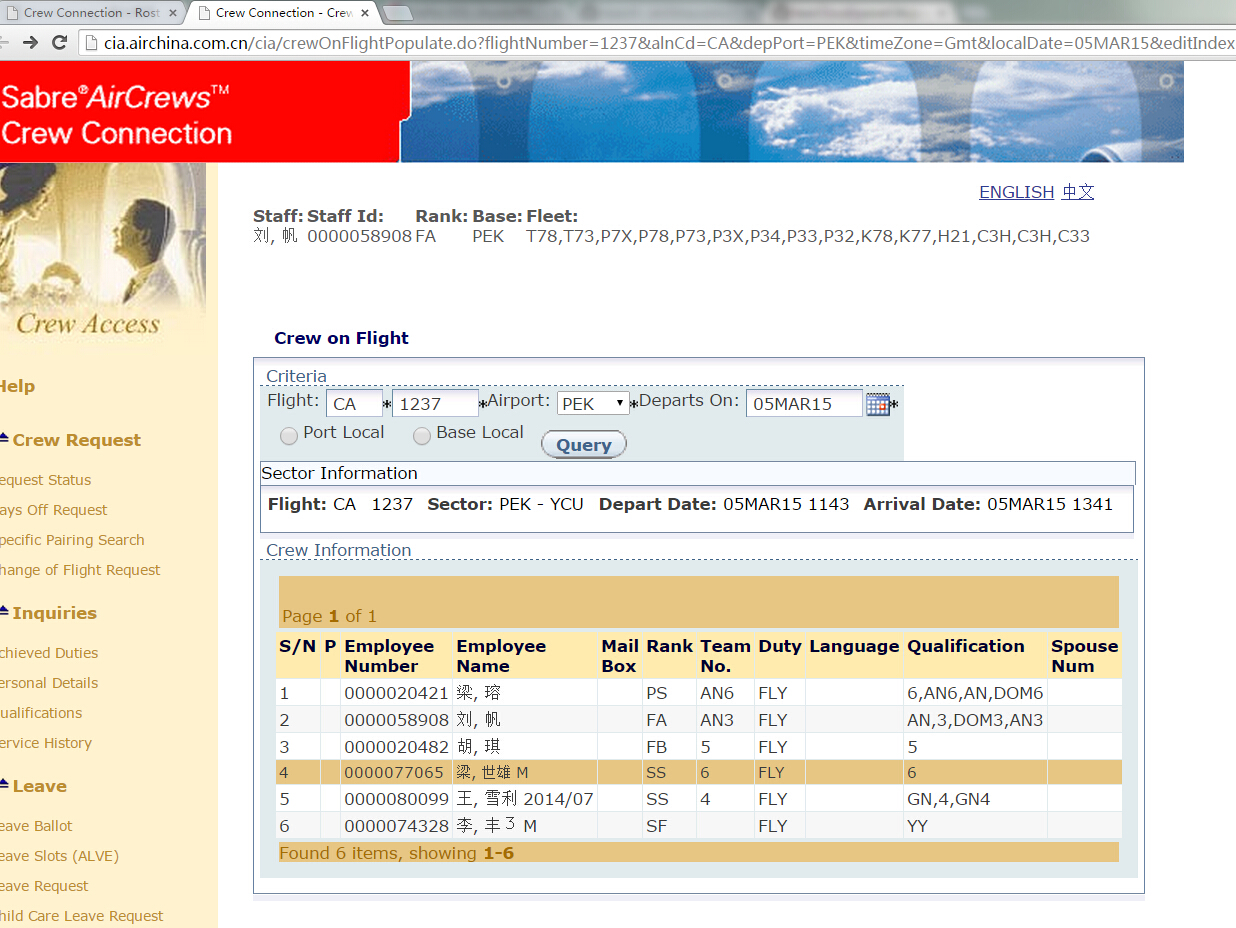 Crew Connection - Rost
Crew Connection - Crew
cia.airchina.com.cn/cia/crewOnFlightPopulate.do?flightNumber=1237&alnCd=CA&depPort=PEK&timeZone=Gmt&localDate=05MAR15&editIndex
Sabre®AirCrews™
Crew Connection
Crew Access
ENGLISH 中文
Staff: Staff Id: Rank: Base: Fleet:
刘, 帆 0000058908 FA PEK T78,T73,P7X,P78,P73,P3X,P34,P33,P32,K78,K77,H21,C3H,C3H,C33
Help
Crew Request
equest Status
ays Off Request
pecific Pairing Search
hange of Flight Request
Inquiries
chieved Duties
ersonal Details
ualifications
ervice History
Leave
eave Ballot
eave Slots (ALVE)
eave Request
hild Care Leave Request
Crew on Flight
Criteria
Flight: CA * 1237 * Airport: PEK * Departs On: 05MAR15 *
Port Local Base Local Query
Sector Information
Flight: CA 1237 Sector: PEK - YCU Depart Date: 05MAR15 1143 Arrival Date: 05MAR15 1341
Crew Information
Page 1 of 1
S/N P Employee Number Employee Name Mail Box Rank Team No. Duty Language Qualification Spouse Num
1 0000020421 梁, 瑢 PS AN6 FLY 6,AN6,AN,DOM6
2 0000058908 刘, 帆 FA AN3 FLY AN,3,DOM3,AN3
3 0000020482 胡, 琪 FB 5 FLY 5
4 0000077065 梁, 世雄 M SS 6 FLY 6
5 0000080099 王, 雪利 2014/07 SS 4 FLY GN,4,GN4
6 0000074328 李, 丰 M SF FLY YY
Found 6 items, showing 1-6